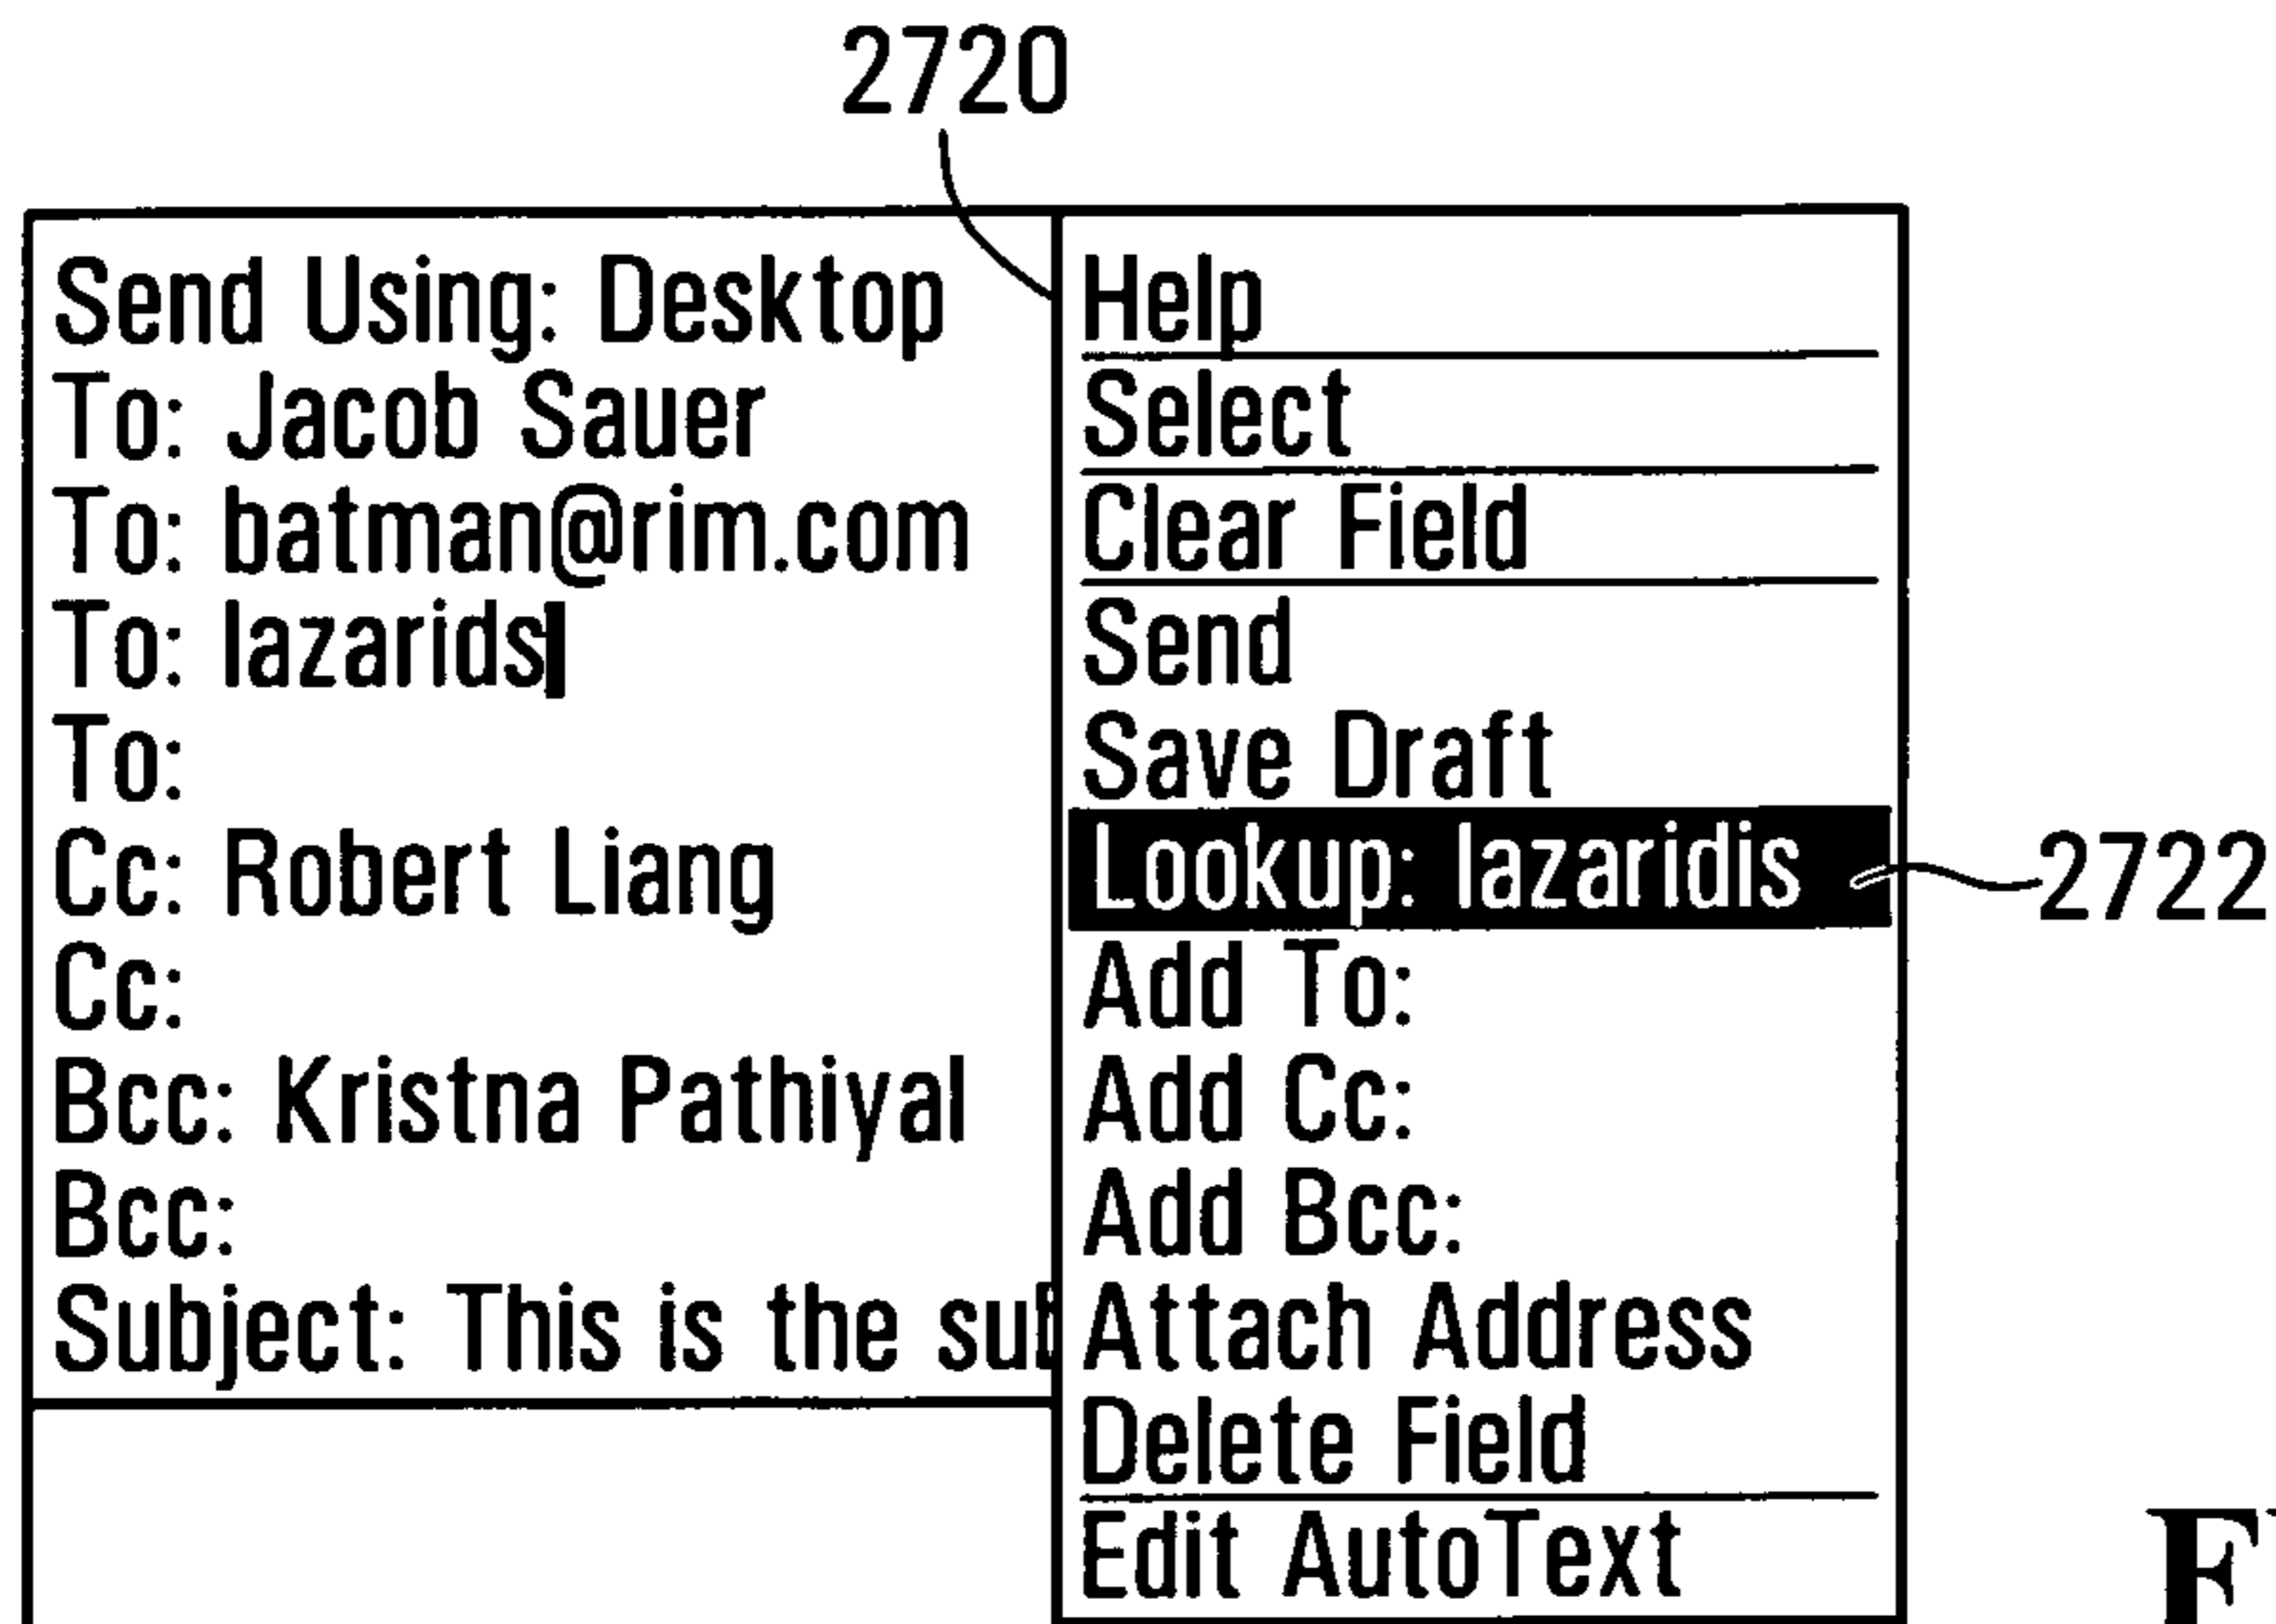 2720
Send Using: Desktop
To: Jacob Sauer
To: batman@rim.com
To: lazarids
To:
Cc: Robert Liang
Cc:
Bcc: Kristna Pathiyal
Bcc:
Subject: This is the sub
Help
Select
Clear Field
Send
Save Draft
Lookup: lazaridis
Add To:
Add Cc:
Add Bcc:
Attach Address
Delete Field
Edit AutoText
2722